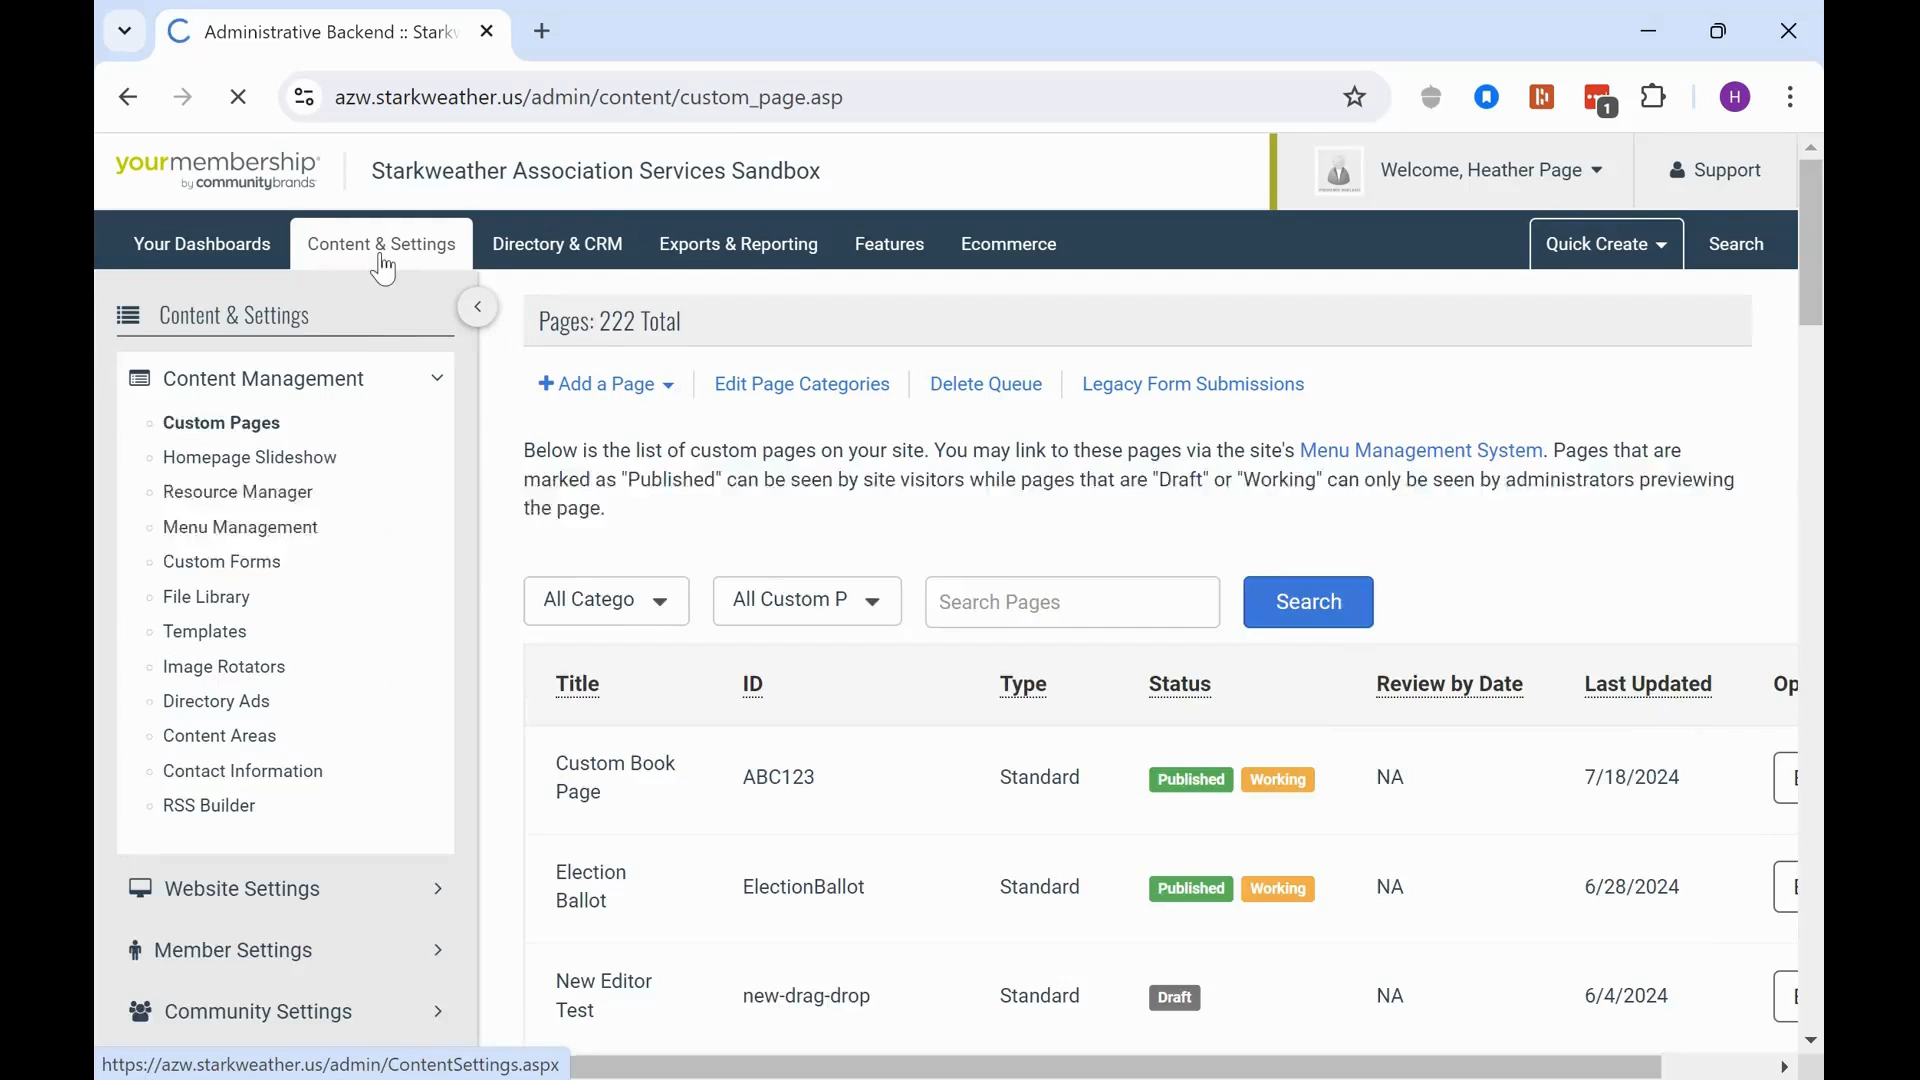 Administrative Backend :: Stark
azw.starkweather.us/admin/content/custom_page.asp
1
H
yourmembership
by communitybrands
Starkweather Association Services Sandbox
Welcome, Heather Page
Support
Your Dashboards
Content & Settings
Directory & CRM
Exports & Reporting
Features
Ecommerce
Quick Create
Search
Content & Settings
Content Management
Custom Pages
Homepage Slideshow
Resource Manager
Menu Management
Custom Forms
File Library
Templates
Image Rotators
Directory Ads
Content Areas
Contact Information
RSS Builder
Website Settings
Member Settings
Community Settings
https://azw.starkweather.us/admin/ContentSettings.aspx
Pages: 222 Total
Add a Page
Edit Page Categories
Delete Queue
Legacy Form Submissions
Below is the list of custom pages on your site. You may link to these pages via the site's Menu Management System. Pages that are
marked as "Published" can be seen by site visitors while pages that are "Draft" or "Working" can only be seen by administrators previewing
the page.
All Catego
All Custom P
Search Pages
Search
Title ID Type Status Review by Date Last Updated Op
Custom Book
Page
ABC123 Standard Published Working NA 7/18/2024
Election
Ballot
ElectionBallot Standard Published Working NA 6/28/2024
New Editor
Test
new-drag-drop Standard Draft NA 6/4/2024